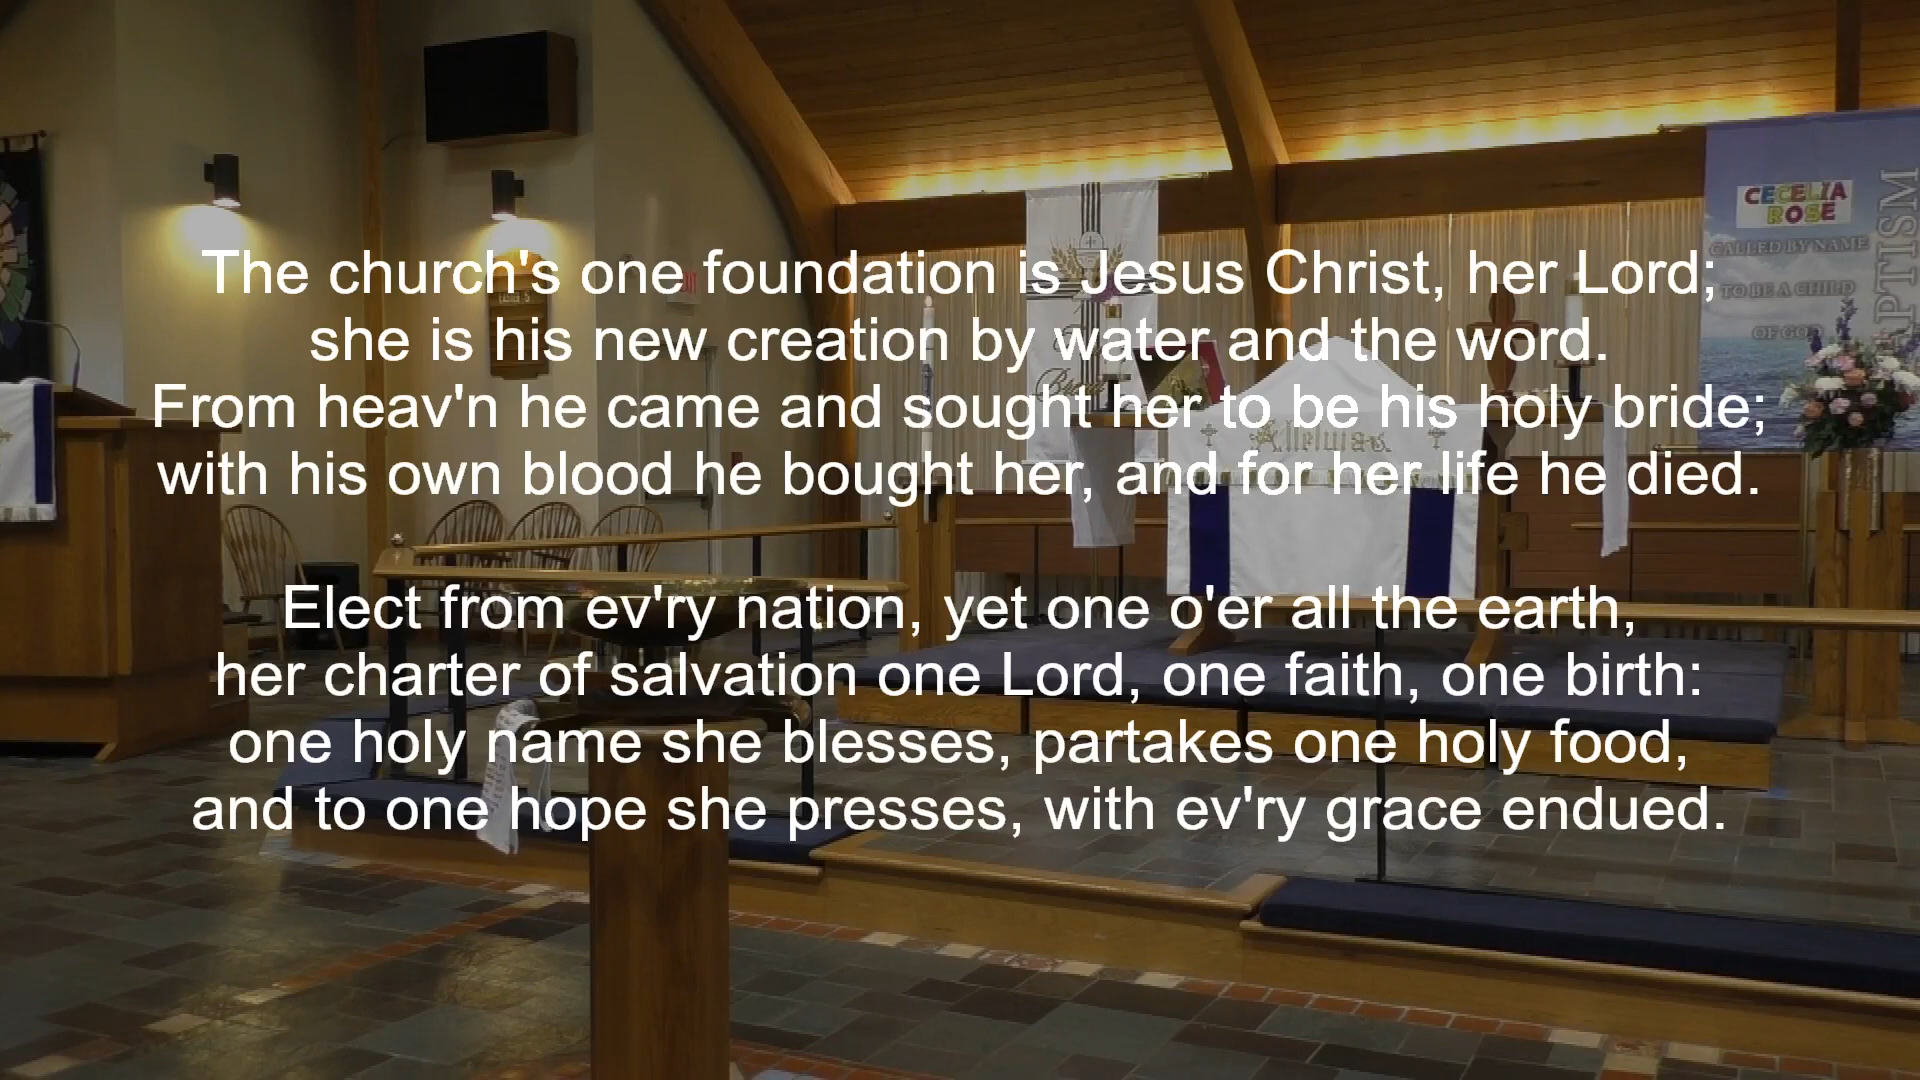 The church's one foundation is Jesus Christ, her Lord;
she is his new creation by water and the word.
From heav'n he came and sought her to be his holy bride;
with his own blood he bought her, and for her life he died.
Elect from ev'ry nation, yet one o'er all the earth,
her charter of salvation one Lord, one faith, one birth:
one holy name she blesses, partakes one holy food,
and to one hope she presses, with ev'ry grace endued.
CECELIA
ROSE
CALLED BY NAME
TO BE A CHILD
OF GOD
PTISM
Alleluia